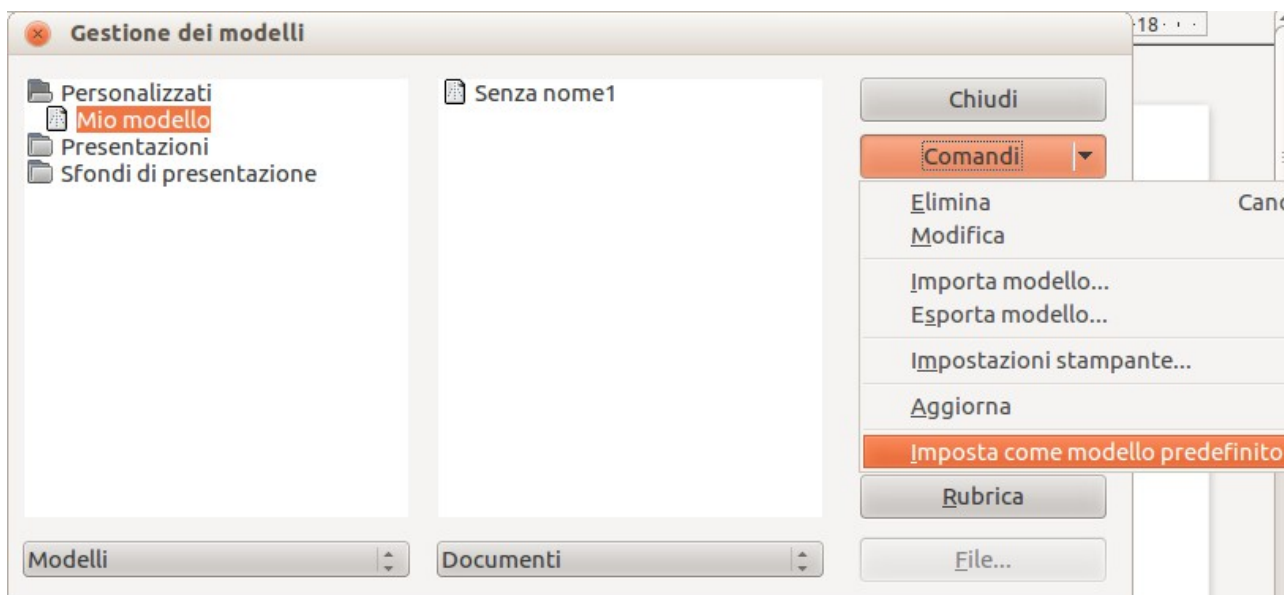 Gestione dei modelli
18
Personalizzati
Mio modello
Presentazioni
Sfondi di presentazione
Senza nome1
Chiudi
Comandi
Elimina
Modifica
Importa modello...
Esporta modello...
Impostazioni stampante...
Aggiorna
Imposta come modello predefinito
Rubrica
Modelli
Documenti
File...